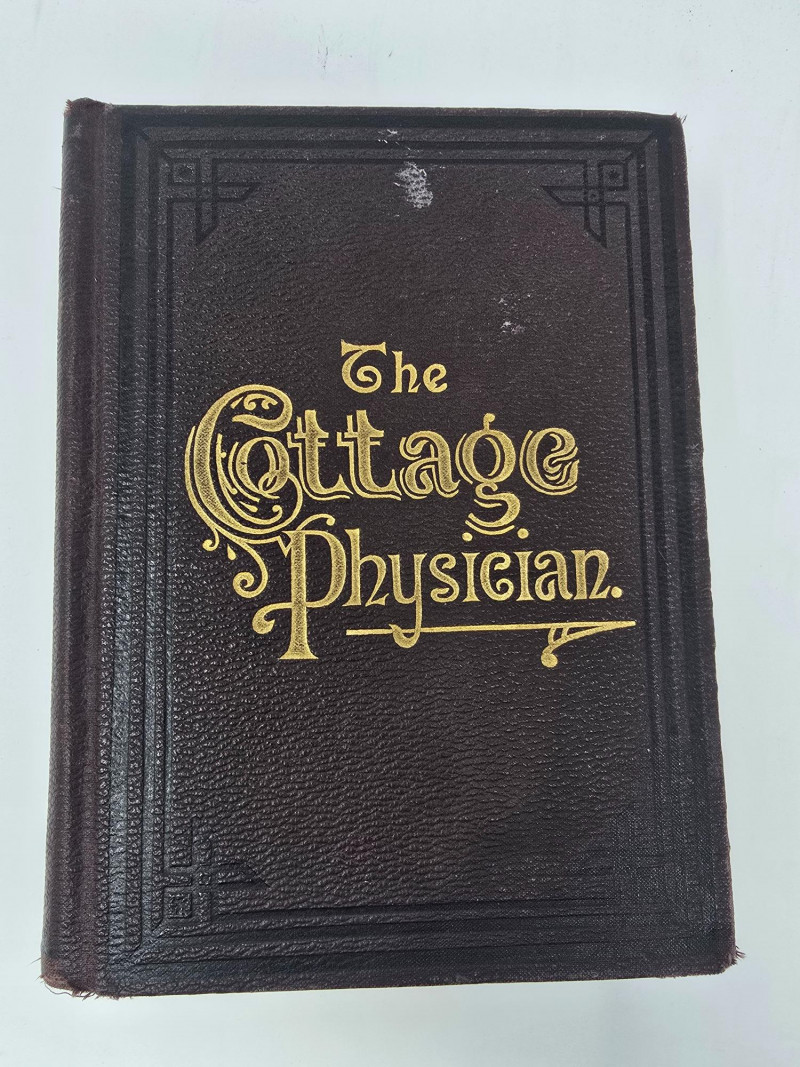 The
Cottage
Physician.